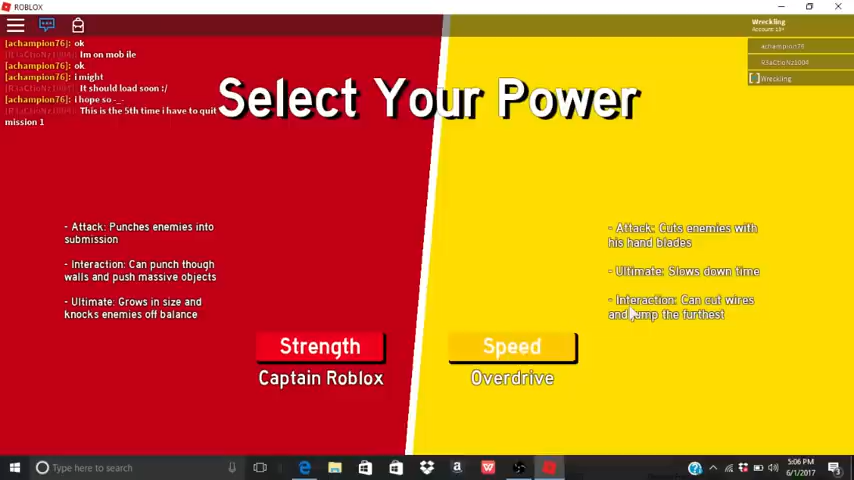 ROBLOX
Wreckling
Account: 13+
achampion76
R3aCtioNz1004
Wreckling
[achampion76]: ok
Im on mob ile
[achampion76]: ok
[achampion76]: i might
It should load soon :/
[achampion76]: i hope so -_-
This is the 5th time i have to quit
mission 1
Select Your Power
- Attack: Punches enemies into
submission
- Interaction: Can punch though
walls and push massive objects
- Ultimate: Grows in size and
knocks enemies off balance
- Attack: Cuts enemies with
his hand blades
- Ultimate: Slows down time
- Interaction: Can cut wires
and jump the furthest
Strength
Captain Roblox
Speed
Overdrive
Type here to search
5:06 PM
6/1/2017